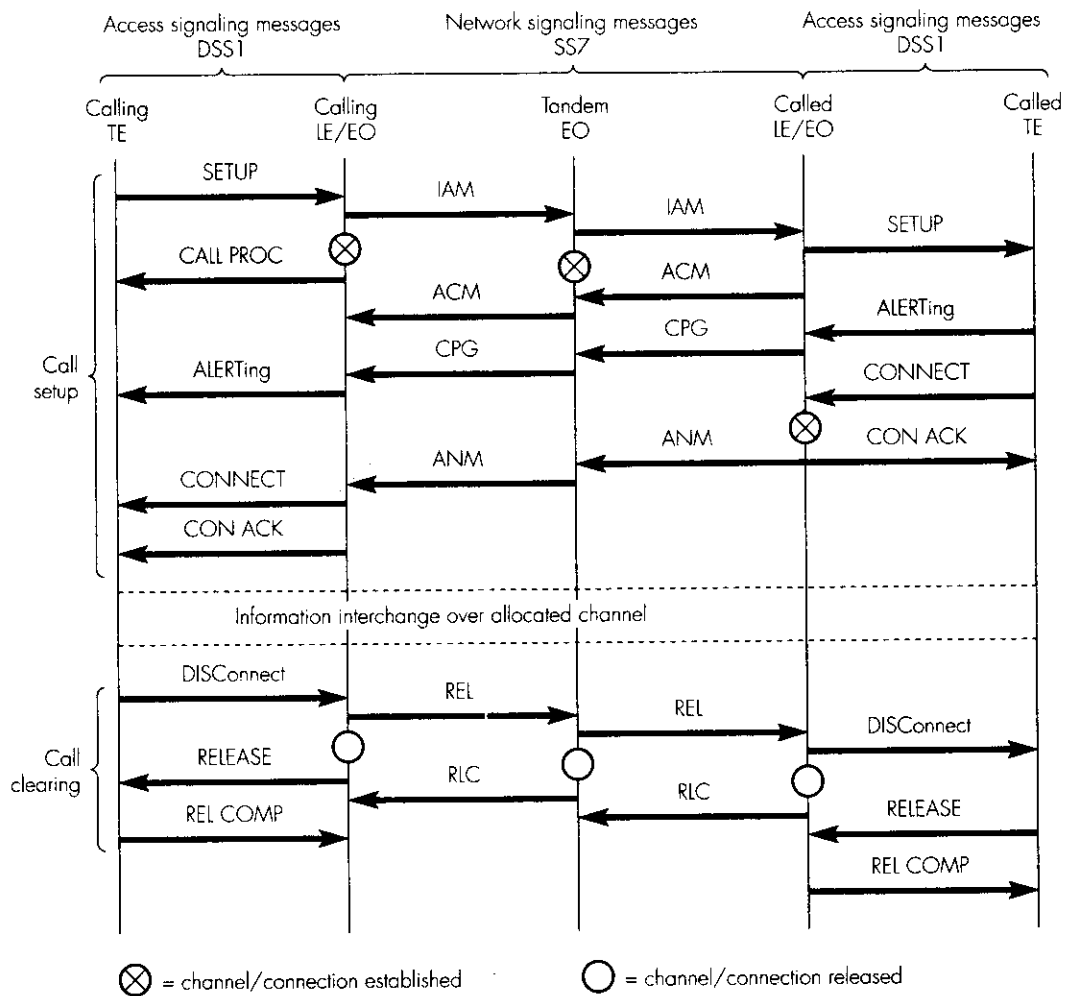 Access signaling messages
DSS1
Network signaling messages
SS7
Access signaling messages
DSS1
Calling
TE
Calling
LE/EO
Tandem
EO
Called
LE/EO
Called
TE
SETUP
IAM
IAM
SETUP
CALL PROC
ACM
ACM
ALERTing
CPG
CPG
ALERTing
CONNECT
Call
setup
ANM
ANM
CON ACK
CONNECT
CON ACK
Information interchange over allocated channel
DISConnect
REL
REL
DISConnect
Call
clearing
RELEASE
RLC
RLC
RELEASE
REL COMP
REL COMP
= channel/connection established
= channel/connection released